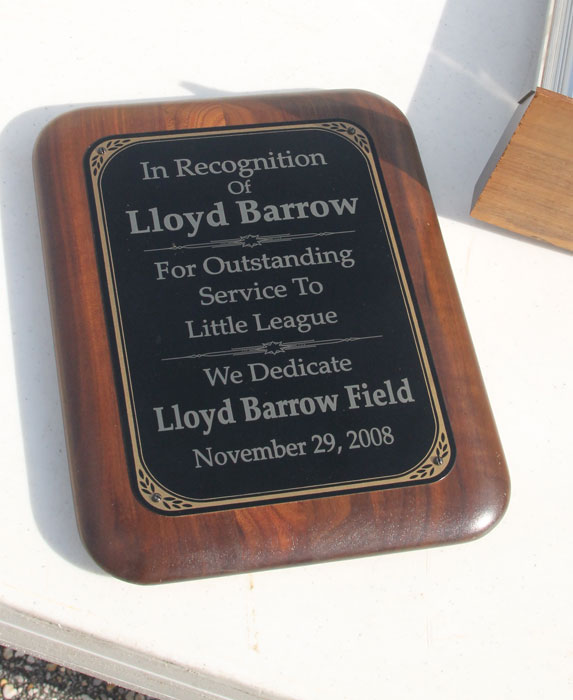 In Recognition
Of
Lloyd Barrow
For Outstanding
Service To
Little League
We Dedicate
Lloyd Barrow Field
November 29, 2008